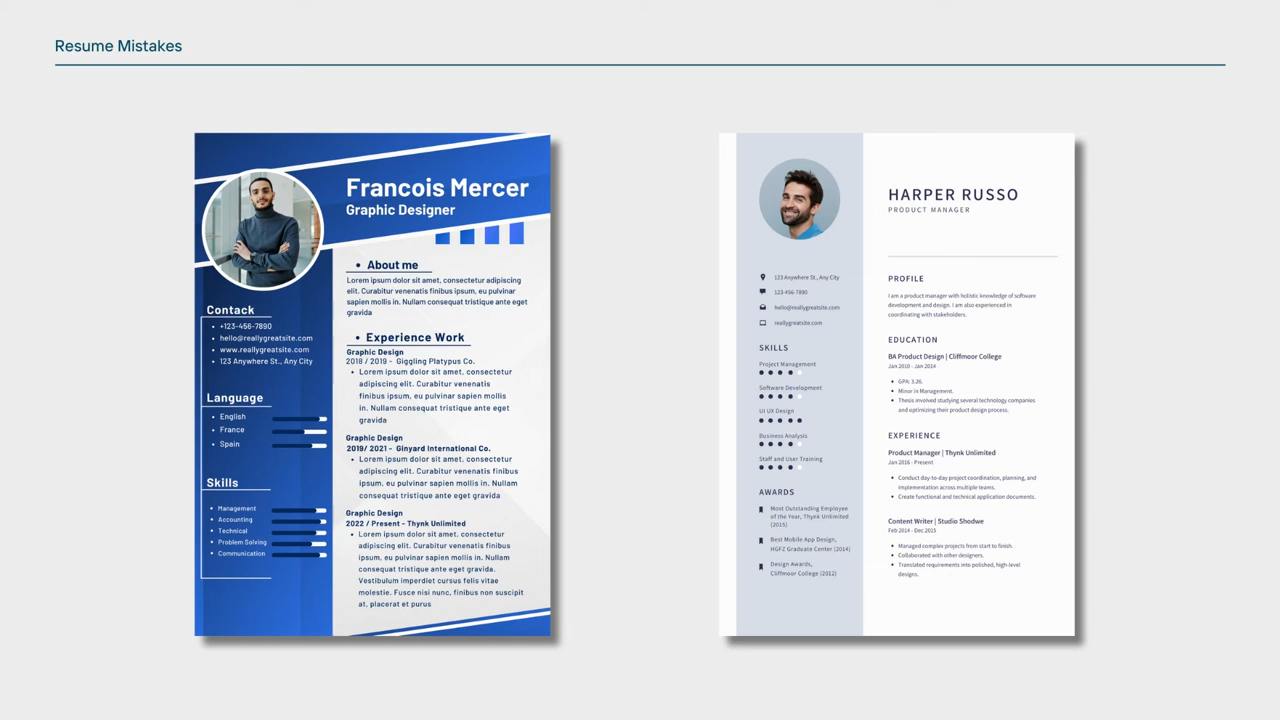 Resume Mistakes
Francois Mercer
Graphic Designer
Contack
+123-456-7890
hello@reallygreatsite.com
www.reallygreatsite.com
123 Anywhere St., Any City
Language
English
France
Spain
Skills
Management
Accounting
Technical
Problem Solving
Communication
About me
Lorem ipsum dolor sit amet, consectetur adipiscing
elit. Curabitur venenatis finibus ipsum, eu pulvinar
sapien mollis in. Nullam consequat tristique ante eget
gravida
Experience Work
Graphic Design
2018 / 2019 - Giggling Platypus Co.
Lorem ipsum dolor sit amet, consectetur
adipiscing elit. Curabitur venenatis
finibus ipsum, eu pulvinar sapien mollis
in. Nullam consequat tristique ante eget
gravida
Graphic Design
2019/ 2021 - Ginyard International Co.
Lorem ipsum dolor sit amet, consectetur
adipiscing elit. Curabitur venenatis finibus
ipsum, eu pulvinar sapien mollis in. Nullam
consequat tristique ante eget gravida
Graphic Design
2022 / Present - Thynk Unlimited
Lorem ipsum dolor sit amet, consectetur
adipiscing elit. Curabitur venenatis finibus
ipsum, eu pulvinar sapien mollis in. Nullam
consequat tristique ante eget gravida.
Vestibulum imperdiet cursus felis vitae
molestie. Fusce nisi nunc, finibus non suscipit
at, placerat et purus
HARPER RUSSO
PRODUCT MANAGER
123 Anywhere St., Any City
123-456-7890
hello@reallygreatsite.com
reallygreatsite.com
SKILLS
Project Management
Software Development
UI UX Design
Business Analysis
Staff and User Training
AWARDS
Most Outstanding Employee
of the Year, Thynk Unlimited
(2015)
Best Mobile App Design,
HGFZ Graduate Center (2014)
Design Awards,
Cliffmoor College (2012)
PROFILE
I am a product manager with holistic knowledge of software
development and design. I am also experienced in
coordinating with stakeholders.
EDUCATION
BA Product Design | Cliffmoor College
Jan 2010 - Jan 2014
GPA: 3.26.
Minor in Management.
Thesis involved studying several technology companies
and optimizing their product design process.
EXPERIENCE
Product Manager | Thynk Unlimited
Jan 2016 - Present
Conduct day-to-day project coordination, planning, and
implementation across multiple teams.
Create functional and technical application documents.
Content Writer | Studio Shodwe
Feb 2014 - Dec 2015
Managed complex projects from start to finish.
Collaborated with other designers.
Translated requirements into polished, high-level
designs.